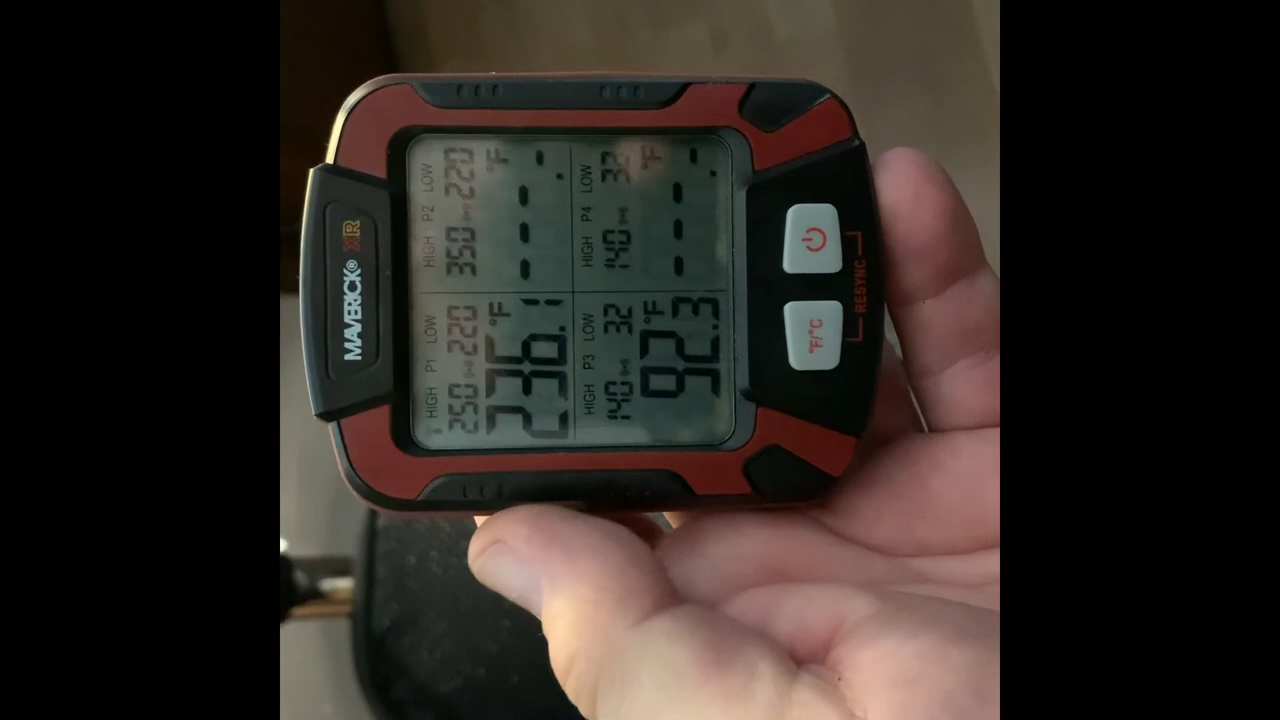 MAVERICK® XR
HIGH P1 LOW HIGH P2 LOW
250 220 350 220
236.1 °F ---.- °F
HIGH P3 LOW HIGH P4 LOW
140 32 140 32
92.3 °F ---.- °F
°F/°C
RESYNC